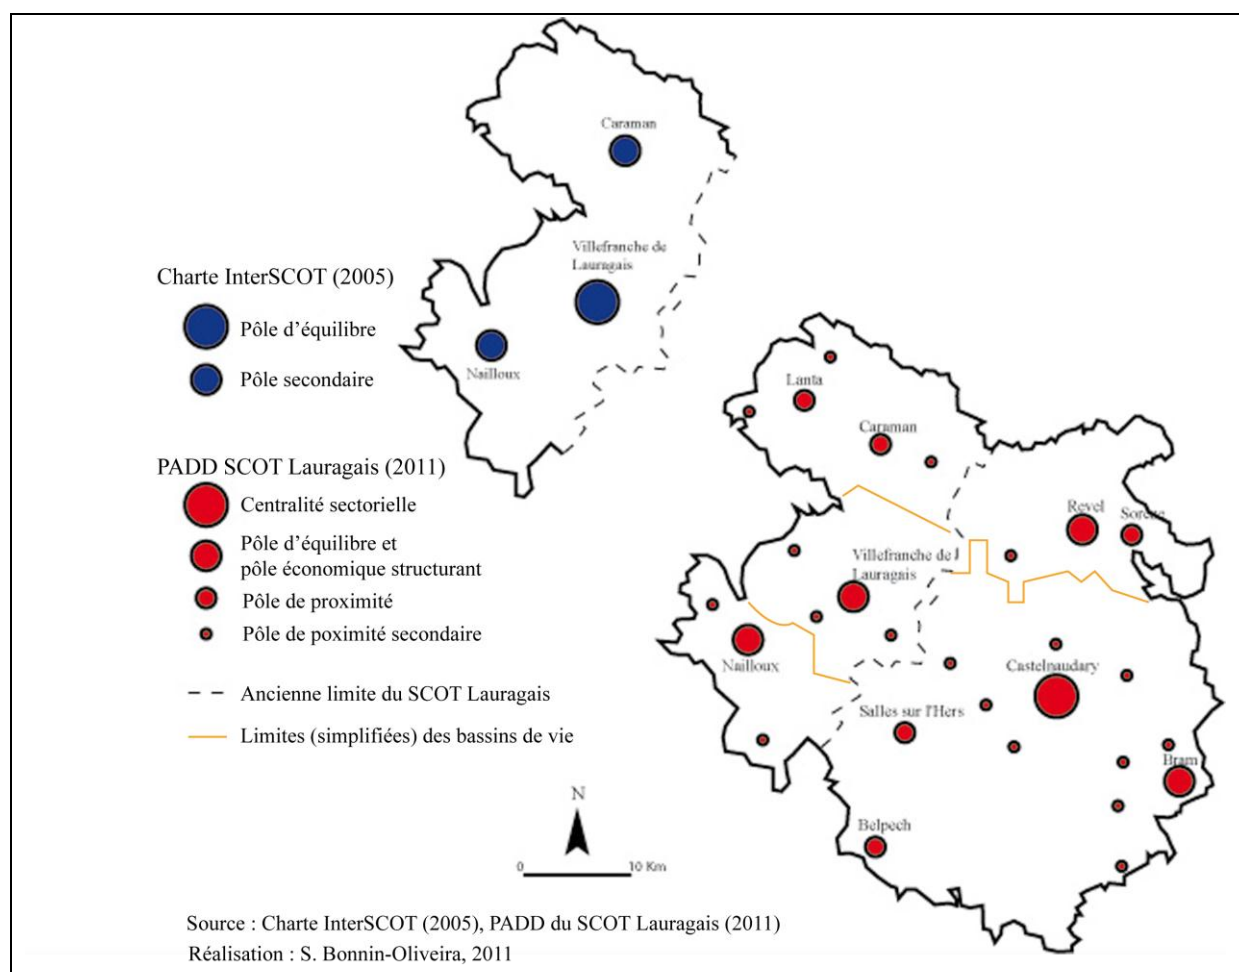 Caraman
Villefranche de
Lauragais
Nailloux
Charte InterSCOT (2005)
Pôle d'équilibre
Pôle secondaire
PADD SCOT Lauragais (2011)
Centralité sectorielle
Pôle d'équilibre et
pôle économique structurant
Pôle de proximité
Pôle de poximité secondaire
Ancienne limite du SCOT Lauragais
Limites (simplifiées) des bassins de vie
Lanta
Caraman
Revel
Sorèze
Villefranche de
Lauragais
Nailloux
Castelnaudary
Salles sur l'Hers
Bram
Belpech
N
0 10 Km
Source : Charte InterSCOT (2005), PADD du SCOT Lauragais (2011)
Réalisation : S. Bonnin-Oliveira, 2011